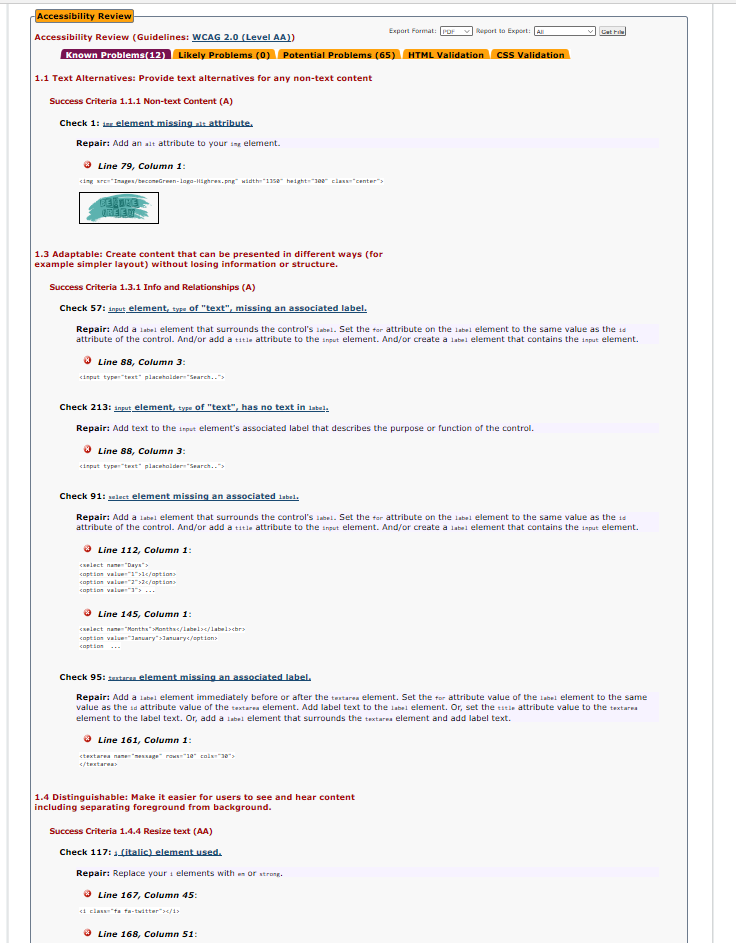 Accessibility Review
Accessibility Review (Guidelines: WCAG 2.0 (Level AA))
Export Format: PDF Report to Export: All Get File
Known Problems(12) Likely Problems (0) Potential Problems (65) HTML Validation CSS Validation
1.1 Text Alternatives: Provide text alternatives for any non-text content
Success Criteria 1.1.1 Non-text Content (A)
Check 1: img element missing alt attribute.
Repair: Add an alt attribute to your img element.
Line 79, Column 1:
<img src="Images/becomeGreen-logo-Highres.png" width="1350" height="300" class="center">
BECOME
GREEN
1.3 Adaptable: Create content that can be presented in different ways (for
example simpler layout) without losing information or structure.
Success Criteria 1.3.1 Info and Relationships (A)
Check 57: input element, type of "text", missing an associated label.
Repair: Add a label element that surrounds the control's label. Set the for attribute on the label element to the same value as the id
attribute of the control. And/or add a title attribute to the input element. And/or create a label element that contains the input element.
Line 88, Column 3:
<input type="text" placeholder="Search..">
Check 213: input element, type of "text", has no text in label.
Repair: Add text to the input element's associated label that describes the purpose or function of the control.
Line 88, Column 3:
<input type="text" placeholder="Search..">
Check 91: select element missing an associated label.
Repair: Add a label element that surrounds the control's label. Set the for attribute on the label element to the same value as the id
attribute of the control. And/or add a title attribute to the input element. And/or create a label element that contains the input element.
Line 112, Column 1:
<select name="Days">
<option value="1">1</option>
<option value="2">2</option>
<option value="3"> ...
Line 145, Column 1:
<select name="Months">Months</label></label><br>
<option value="January">January</option>
<option ...
Check 95: textarea element missing an associated label.
Repair: Add a label element immediately before or after the textarea element. Set the for attribute value of the label element to the same
value as the id attribute value of the textarea element. Add label text to the label element. Or, set the title attribute value to the textarea
element to the label text. Or, add a label element that surrounds the textarea element and add label text.
Line 161, Column 1:
<textarea name="message" rows="10" cols="30">
</textarea>
1.4 Distinguishable: Make it easier for users to see and hear content
including separating foreground from background.
Success Criteria 1.4.4 Resize text (AA)
Check 117: i (italic) element used.
Repair: Replace your i elements with em or strong.
Line 167, Column 45:
<i class="fa fa-twitter"></i>
Line 168, Column 51: